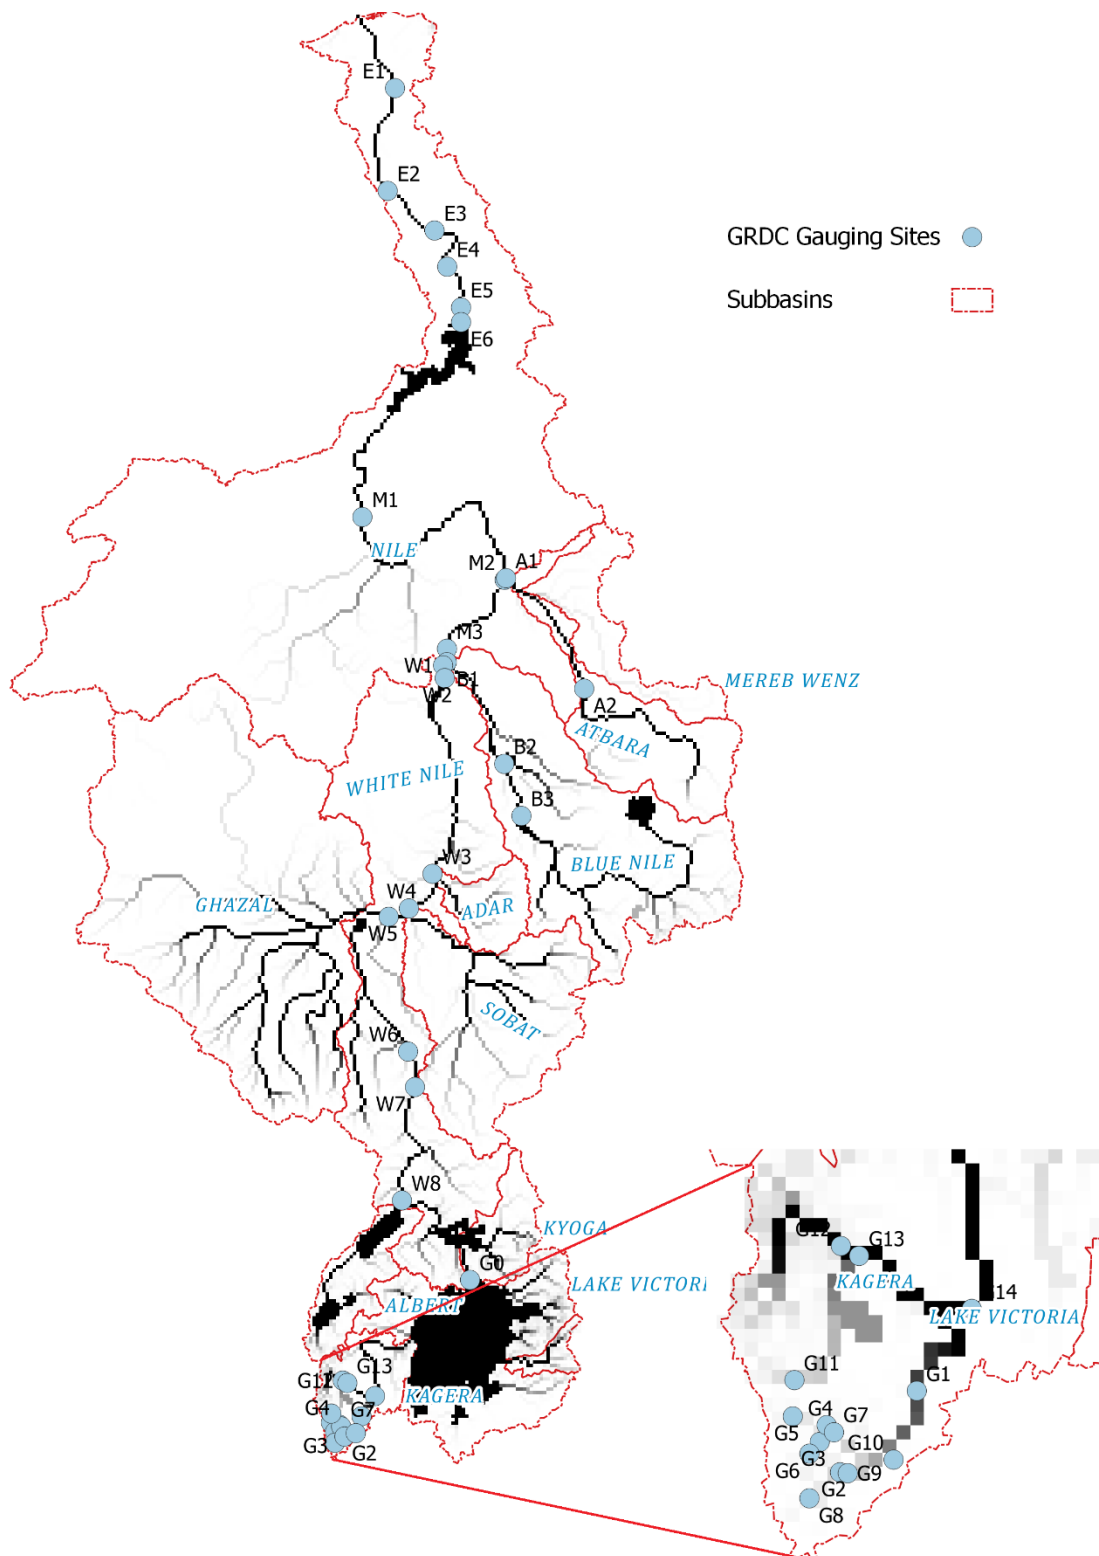 E1
E2
E3
GRDC Gauging Sites
E4
Subbasins
E5
E6
M1
NILE
M2
A1
M3
W1
B1
W2
MEREB WENZ
A2
ATBARA
B2
WHITE NILE
B3
W3
BLUE NILE
GHAZAL
W4
ADAR
W5
SOBAT
W6
W7
W8
KYOGA
G12
G13
G0
KAGERA
LAKE VICTORI
ALBERT
14
LAKE VICTORIA
G13
G11
G11
G1
KAGERA
G4
G7
G4
G7
G5
G10
G3
G3
G2
G6
G9
G2
G8